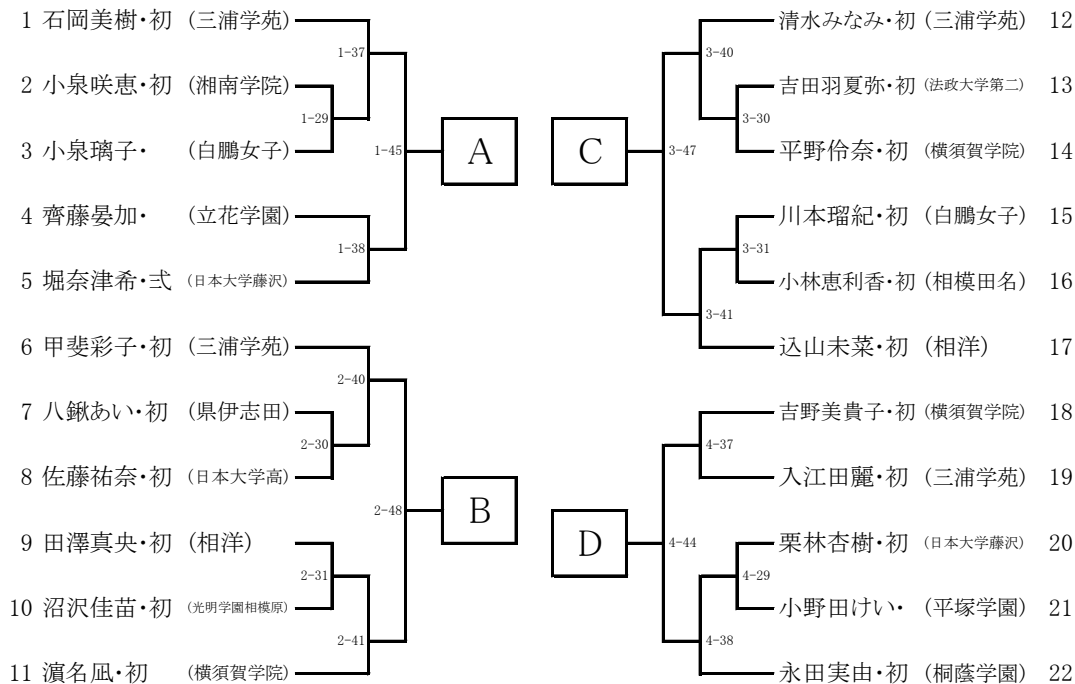 1 石岡美樹・初 (三浦学苑)
1-37
2 小泉咲恵・初 (湘南学院)
1-29
3 小泉璃子・ (白鵬女子)
1-45
A
4 齊藤晏加・ (立花学園)
1-38
5 堀奈津希・弍 (日本大学藤沢)
6 甲斐彩子・初 (三浦学苑)
2-40
7 八鍬あい・初 (県伊志田)
2-30
8 佐藤祐奈・初 (日本大学高)
2-48
B
9 田澤真央・初 (相洋)
2-31
10 沼沢佳苗・初 (光明学園相模原)
2-41
11 濵名凪・初 (横須賀学院)
清水みなみ・初 (三浦学苑) 12
3-40
吉田羽夏弥・初 (法政大学第二) 13
3-30
平野伶奈・初 (横須賀学院) 14
C
3-47
川本瑠紀・初 (白鵬女子) 15
3-31
小林恵利香・初 (相模田名) 16
3-41
込山未菜・初 (相洋) 17
吉野美貴子・初 (横須賀学院) 18
4-37
入江田麗・初 (三浦学苑) 19
D
4-44
栗林杏樹・初 (日本大学藤沢) 20
4-29
小野田けい・ (平塚学園) 21
4-38
永田実由・初 (桐蔭学園) 22